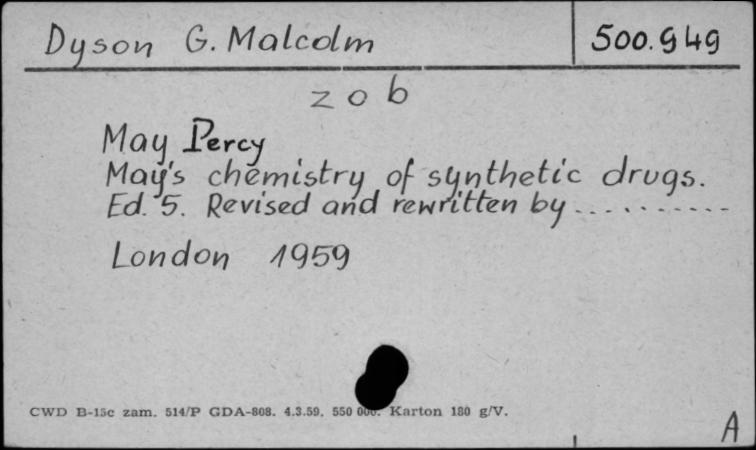 Dyson G. Malcolm 500.949
zob
May Percy
May's chemistry of synthetic drugs.
Ed. 5. Revised and rewritten by...........
London 1959
CWD B-15c zam. 514/P GDA-808. 4.3.59. 550 000. Karton 180 g/V.
A